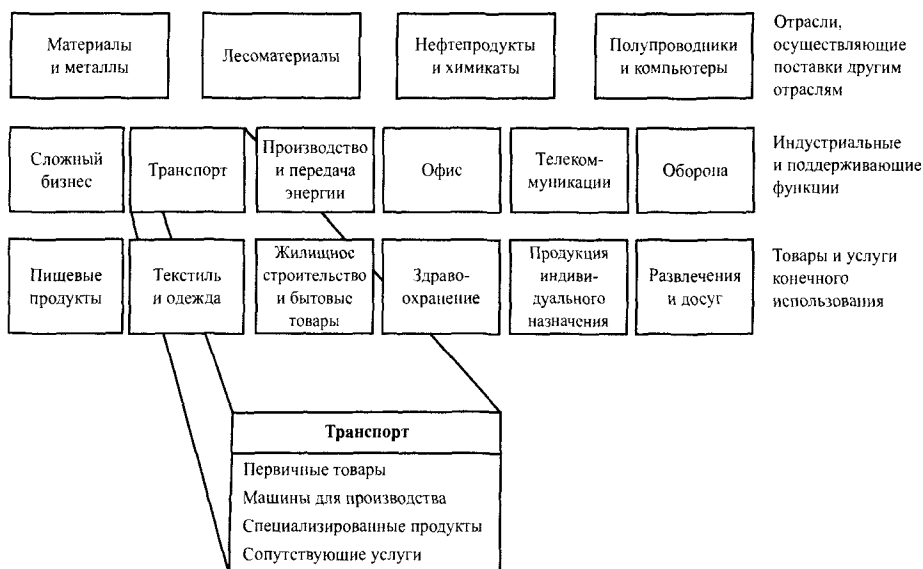 Материалы
и металлы
Лесоматериалы
Нефтепродукты
и химикаты
Полупроводники
и компьютеры
Отрасли,
осуществляющие
поставки другим
отраслям
Сложный
бизнес
Транспорт
Производство
и передача
энергии
Офис
Телеком-
муникации
Оборона
Индустриальные
и поддерживающие
функции
Пищевые
продукты
Текстиль
и одежда
Жилищное
строительство
и бытовые
товары
Здраво-
охранение
Продукция
индиви-
дуального
назначения
Развлечения
и досуг
Товары и услуги
конечного
использования
Транспорт
Первичные товары
Машины для производства
Специализированные продукты
Сопутствующие услуги